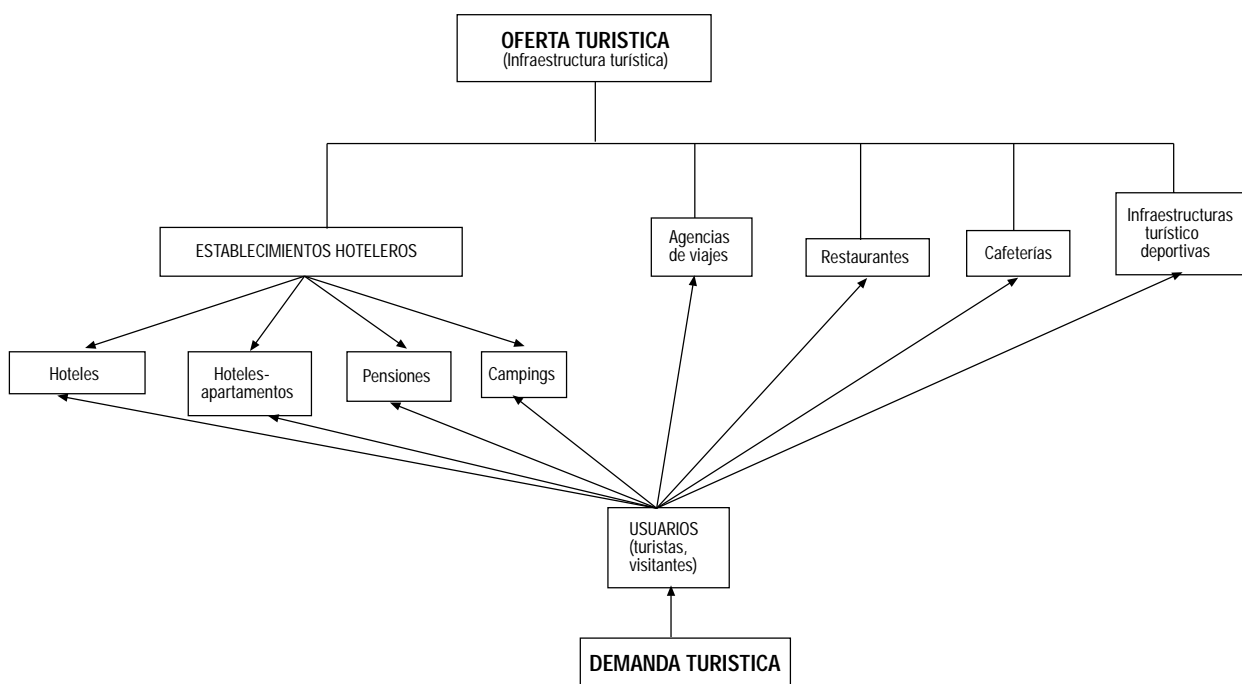 OFERTA TURISTICA
(Infraestructura turística)
ESTABLECIMIENTOS HOTELEROS
Agencias
de viajes
Restaurantes
Cafeterías
Infraestructuras
turístico
deportivas
Hoteles
Hoteles-
apartamentos
Pensiones
Campings
USUARIOS
(turistas,
visitantes)
DEMANDA TURISTICA